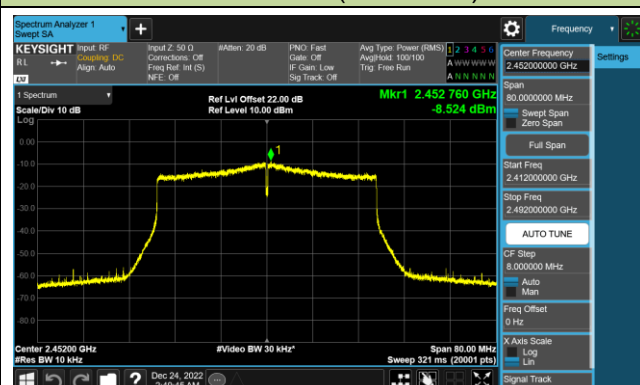 Spectrum Analyzer 1
Swept SA
+
Frequency
KEYSIGHT Input: RF Input Z: 50 Ω #Atten: 20 dB PNO: Fast Avg Type: Power (RMS) 1 2 3 4 5 6
RL Coupling: DC Corrections: Off Gate: Off Avg|Hold: 100/100 A W W W W W
Align: Auto Freq Ref: Int (S) IF Gain: Low Trig: Free Run
NFE: Off Sig Track: Off A N N N N N
LXI
1 Spectrum
Ref Lvl Offset 22.00 dB Mkr1 2.452 760 GHz
Scale/Div 10 dB Ref Level 10.00 dBm -8.524 dBm
Log
1
0.00
-10.0
-20.0
-30.0
-40.0
-50.0
-60.0
-70.0
-80.0
Center 2.45200 GHz #Video BW 30 kHz* Span 80.00 MHz
#Res BW 10 kHz Sweep 321 ms (20001 pts)
Dec 24, 2022
Center Frequency
2.452000000 GHz
Settings
Span
80.0000000 MHz
Swept Span
Zero Span
Full Span
Start Freq
2.412000000 GHz
Stop Freq
2.492000000 GHz
AUTO TUNE
CF Step
8.000000 MHz
Auto
Man
Freq Offset
0 Hz
X Axis Scale
Log
Lin
Signal Track